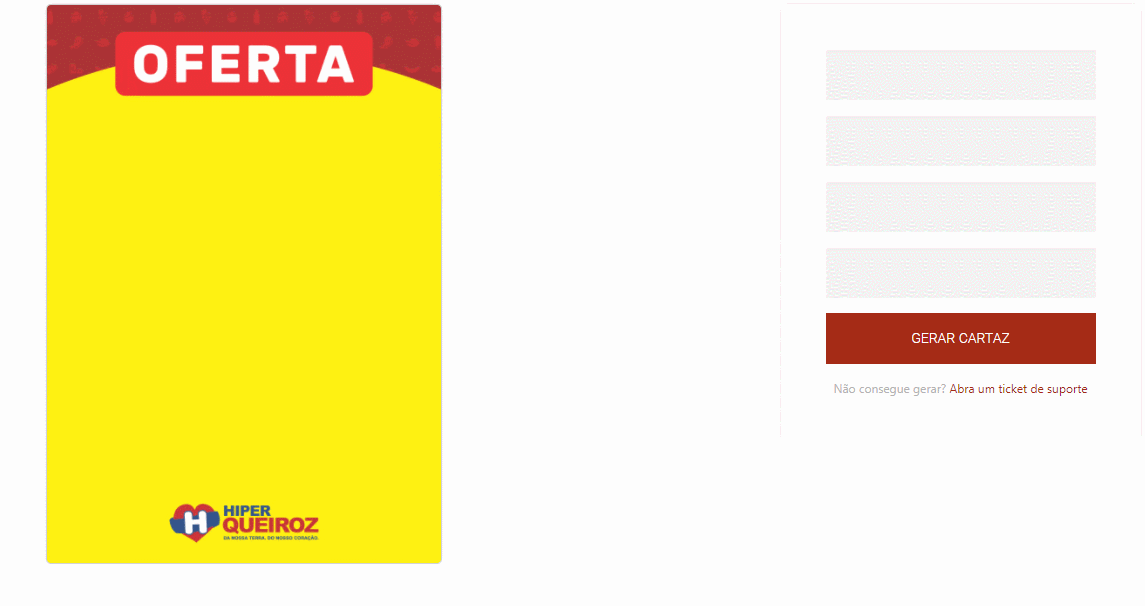 OFERTA
HIPER
QUEIROZ
DA NOSSA TERRA. DO NOSSO CORAÇÃO.
GERAR CARTAZ
Não consegue gerar? Abra um ticket de suporte